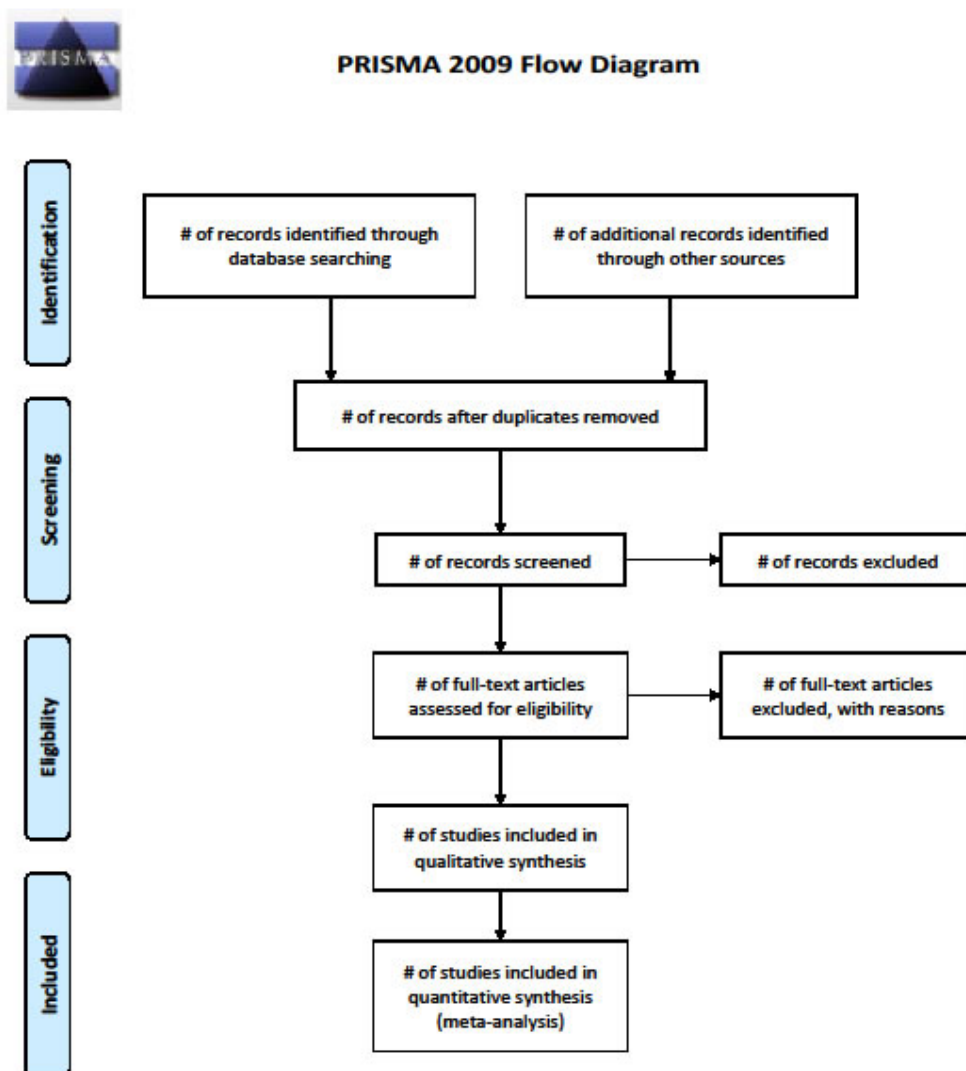 PRISMA
PRISMA 2009 Flow Diagram
Identification
# of records identified through
database searching
# of additional records identified
through other sources
# of records after duplicates removed
Screening
# of records screened
# of records excluded
Eligibility
# of full-text articles
assessed for eligibility
# of full-text articles
excluded, with reasons
# of studies included in
qualitative synthesis
Included
# of studies included in
quantitative synthesis
(meta-analysis)